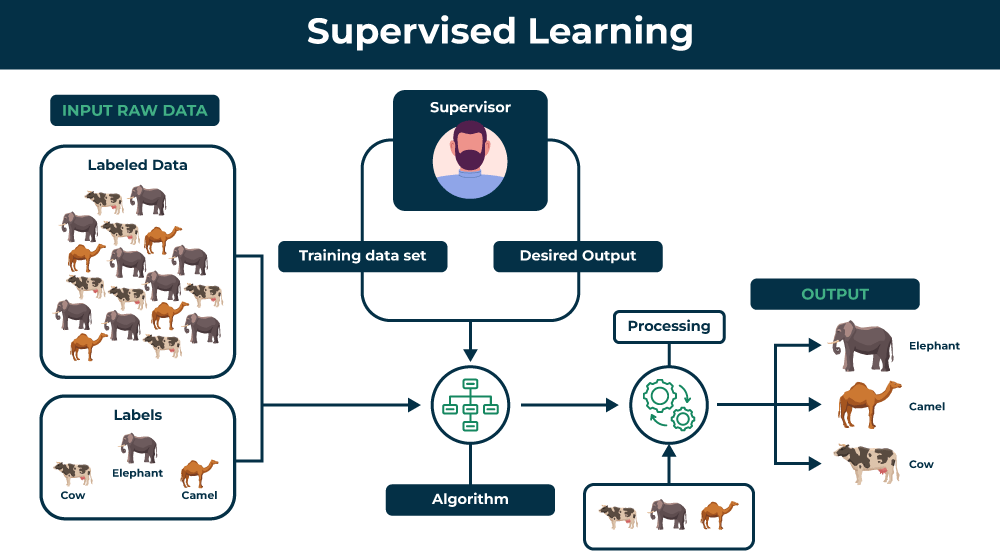 Supervised Learning
INPUT RAW DATA
Labeled Data
Labels
Elephant
Cow
Camel
Supervisor
Training data set
Desired Output
Algorithm
Processing
OUTPUT
Elephant
Camel
Cow